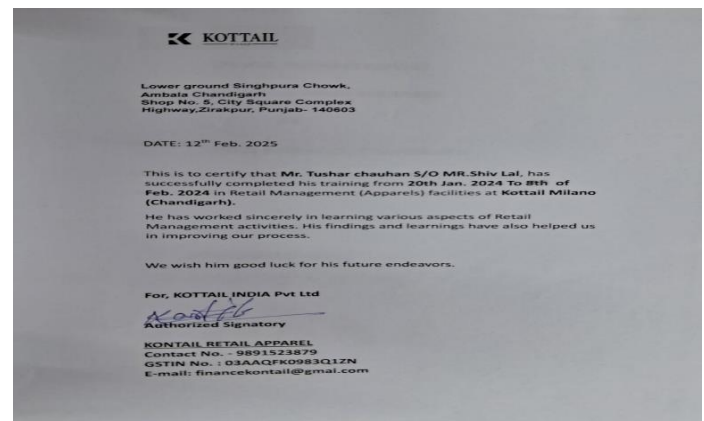 KOTTAIL
Lower ground Singhpura Chowk,
Ambala Chandigarh
Shop No. 5, City Square Complex
Highway,Zirakpur, Punjab- 140603
DATE: 12th Feb. 2025
This is to certify that Mr. Tushar chauhan S/O MR.Shiv Lal, has
successfully completed his training from 20th Jan. 2024 To 8th of
Feb. 2024 in Retail Management (Apparels) facilities at Kottail Milano
(Chandigarh).
He has worked sincerely in learning various aspects of Retail
Management activities. His findings and learnings have also helped us
in improving our process.
We wish him good luck for his future endeavors.
For, KOTTAIL INDIA Pvt Ltd
Authorized Signatory
KONTAIL RETAIL APPAREL
Contact No. - 9891523879
GSTIN No. : 03AAQFK0983Q1ZN
E-mail: financekontail@gmai.com